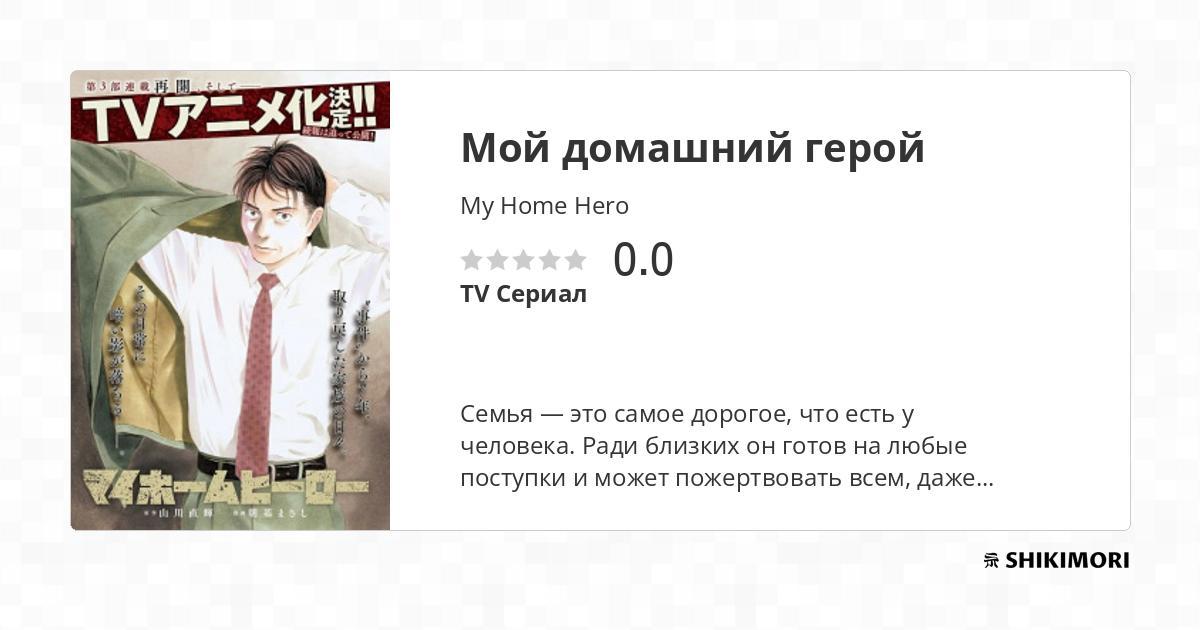 第3部連載再開、そして――
TVアニメ化決定!!
続報は追って公開!
"事件"から7年。
取り戻した家族の日々。
その日常に
暗い影が落ちる
マイホームヒーロー
原作 山川直輝 漫画 朝基まさし
Мой домашний герой
My Home Hero
0.0
TV Сериал
Семья — это самое дорогое, что есть у
человека. Ради близких он готов на любые
поступки и может пожертвовать всем, даже...
SHIKIMORI